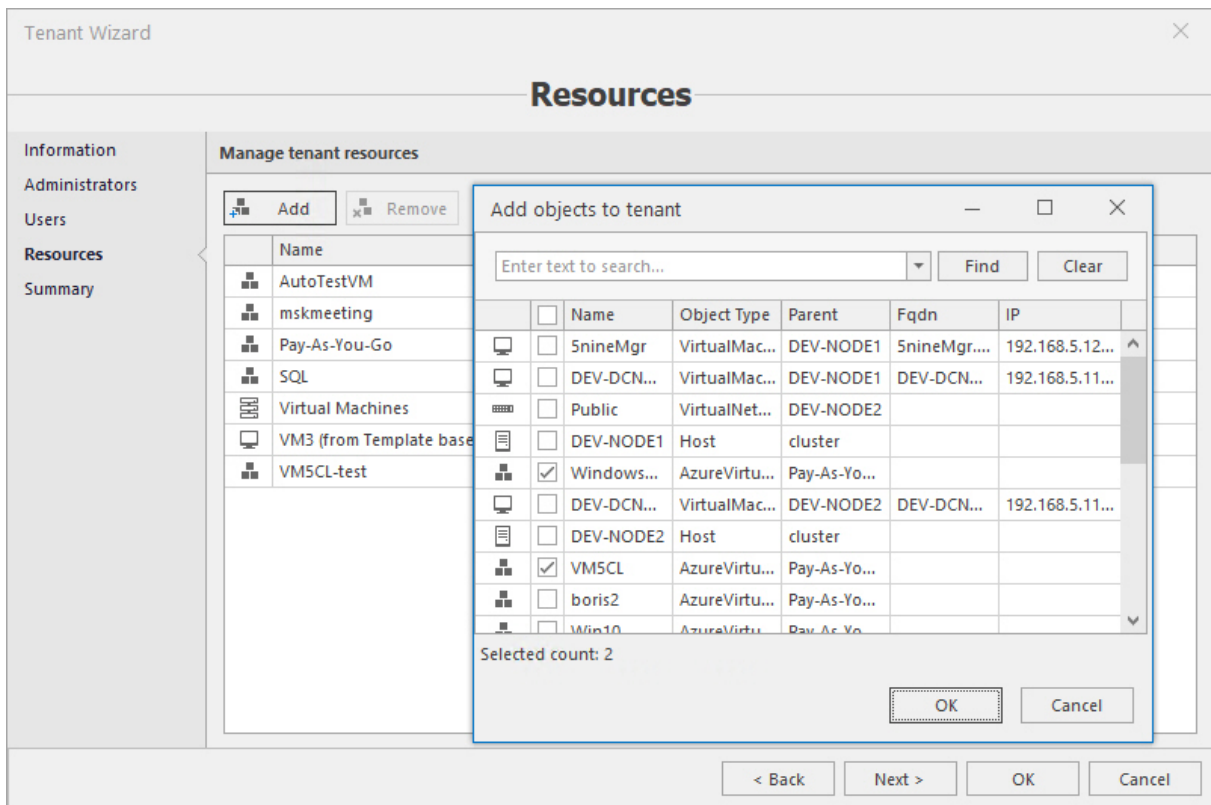 Tenant Wizard
Resources
Information
Administrators
Users
Resources
Summary
Manage tenant resources
Add Remove
Name
AutoTestVM
mskmeeting
Pay-As-You-Go
SQL
Virtual Machines
VM3 (from Template base
VM5CL-test
Add objects to tenant
Enter text to search... Find Clear
Name Object Type Parent Fqdn IP
5nineMgr VirtualMac... DEV-NODE1 5nineMgr.... 192.168.5.12...
DEV-DCN... VirtualMac... DEV-NODE1 DEV-DCN... 192.168.5.11...
Public VirtualNet... DEV-NODE2
DEV-NODE1 Host cluster
Windows... AzureVirtu... Pay-As-Yo...
DEV-DCN... VirtualMac... DEV-NODE2 DEV-DCN... 192.168.5.11...
DEV-NODE2 Host cluster
VM5CL AzureVirtu... Pay-As-Yo...
boris2 AzureVirtu... Pay-As-Yo...
Win10 AzureVirtu Pay-As-Yo
Selected count: 2
OK Cancel
< Back Next > OK Cancel